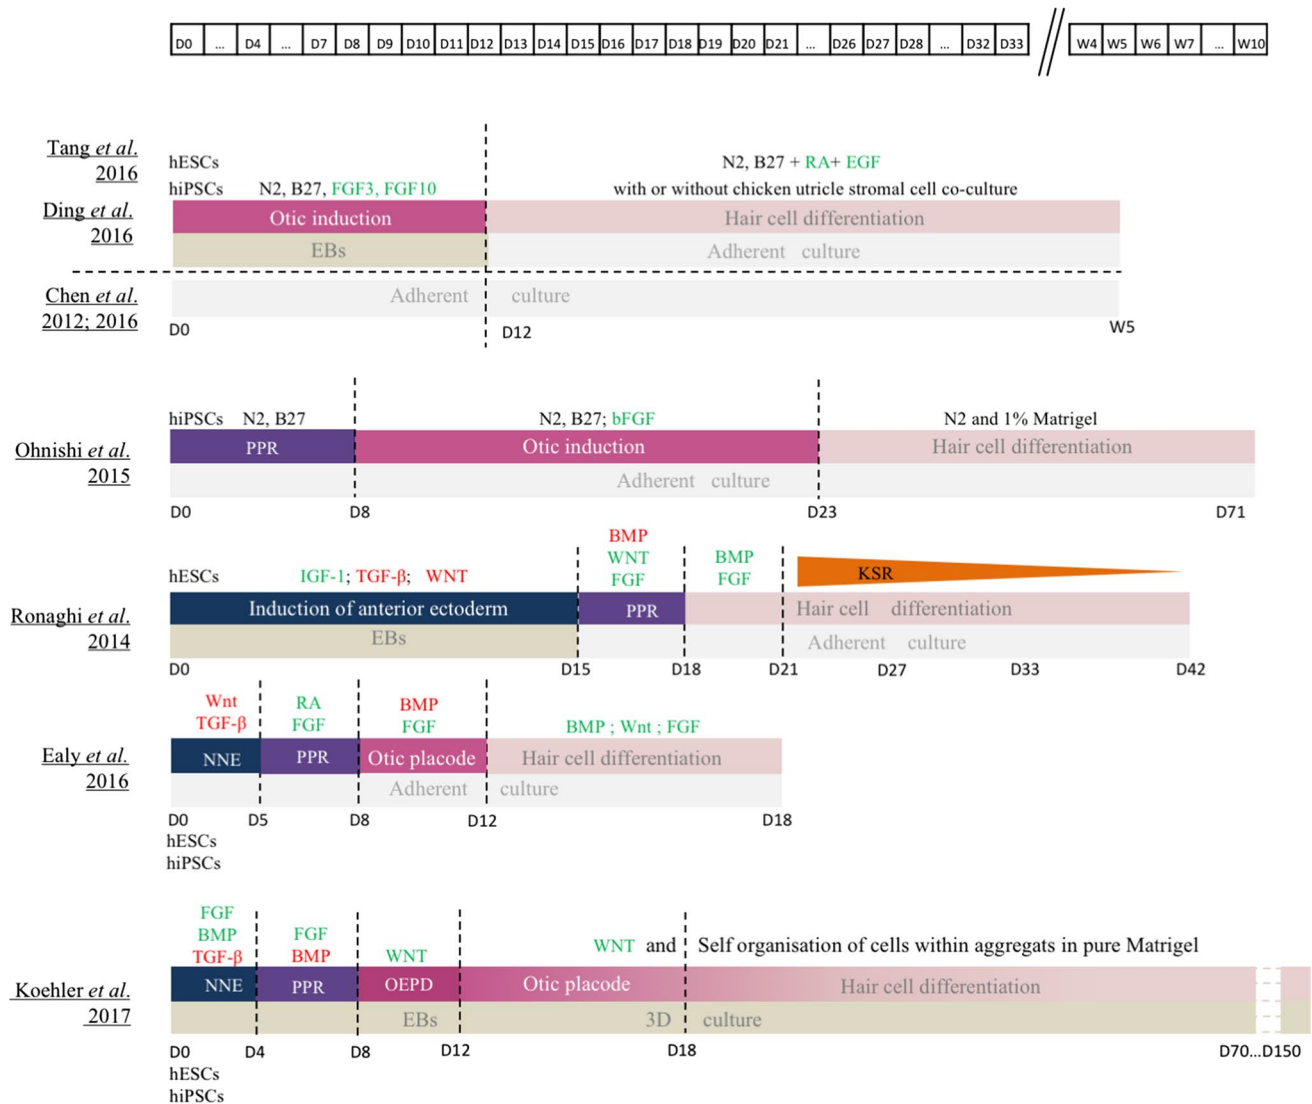 D0 ... D4 ... D7 D8 D9 D10 D11 D12 D13 D14 D15 D16 D17 D18 D19 D20 D21 ... D26 D27 D28 ... D32 D33 W4 W5 W6 W7 ... W10
Tang et al.
2016
Ding et al.
2016
Chen et al.
2012; 2016
hESCs
hiPSCs N2, B27, FGF3, FGF10
N2, B27 + RA+ EGF
with or without chicken utricle stromal cell co-culture
Otic induction Hair cell differentiation
EBs Adherent culture
Adherent culture
D0 D12 W5
Ohnishi et al.
2015
hiPSCs N2, B27 N2, B27; bFGF N2 and 1% Matrigel
PPR Otic induction Hair cell differentiation
Adherent culture
D0 D8 D23 D71
Ronaghi et al.
2014
hESCs IGF-1; TGF-β; WNT
BMP
WNT
FGF
BMP
FGF
KSR
Induction of anterior ectoderm PPR Hair cell differentiation
EBs Adherent culture
D0 D15 D18 D21 D27 D33 D42
Ealy et al.
2016
Wnt
TGF-β
RA
FGF
BMP
FGF
BMP ; Wnt ; FGF
NNE PPR Otic placode Hair cell differentiation
Adherent culture
D0 D5 D8 D12 D18
hESCs
hiPSCs
Koehler et al.
2017
FGF
BMP
TGF-β
FGF
BMP
WNT
WNT and Self organisation of cells within aggregats in pure Matrigel
NNE PPR OEPD Otic placode Hair cell differentiation
EBs 3D culture
D0 D4 D8 D12 D18 D70...D150
hESCs
hiPSCs